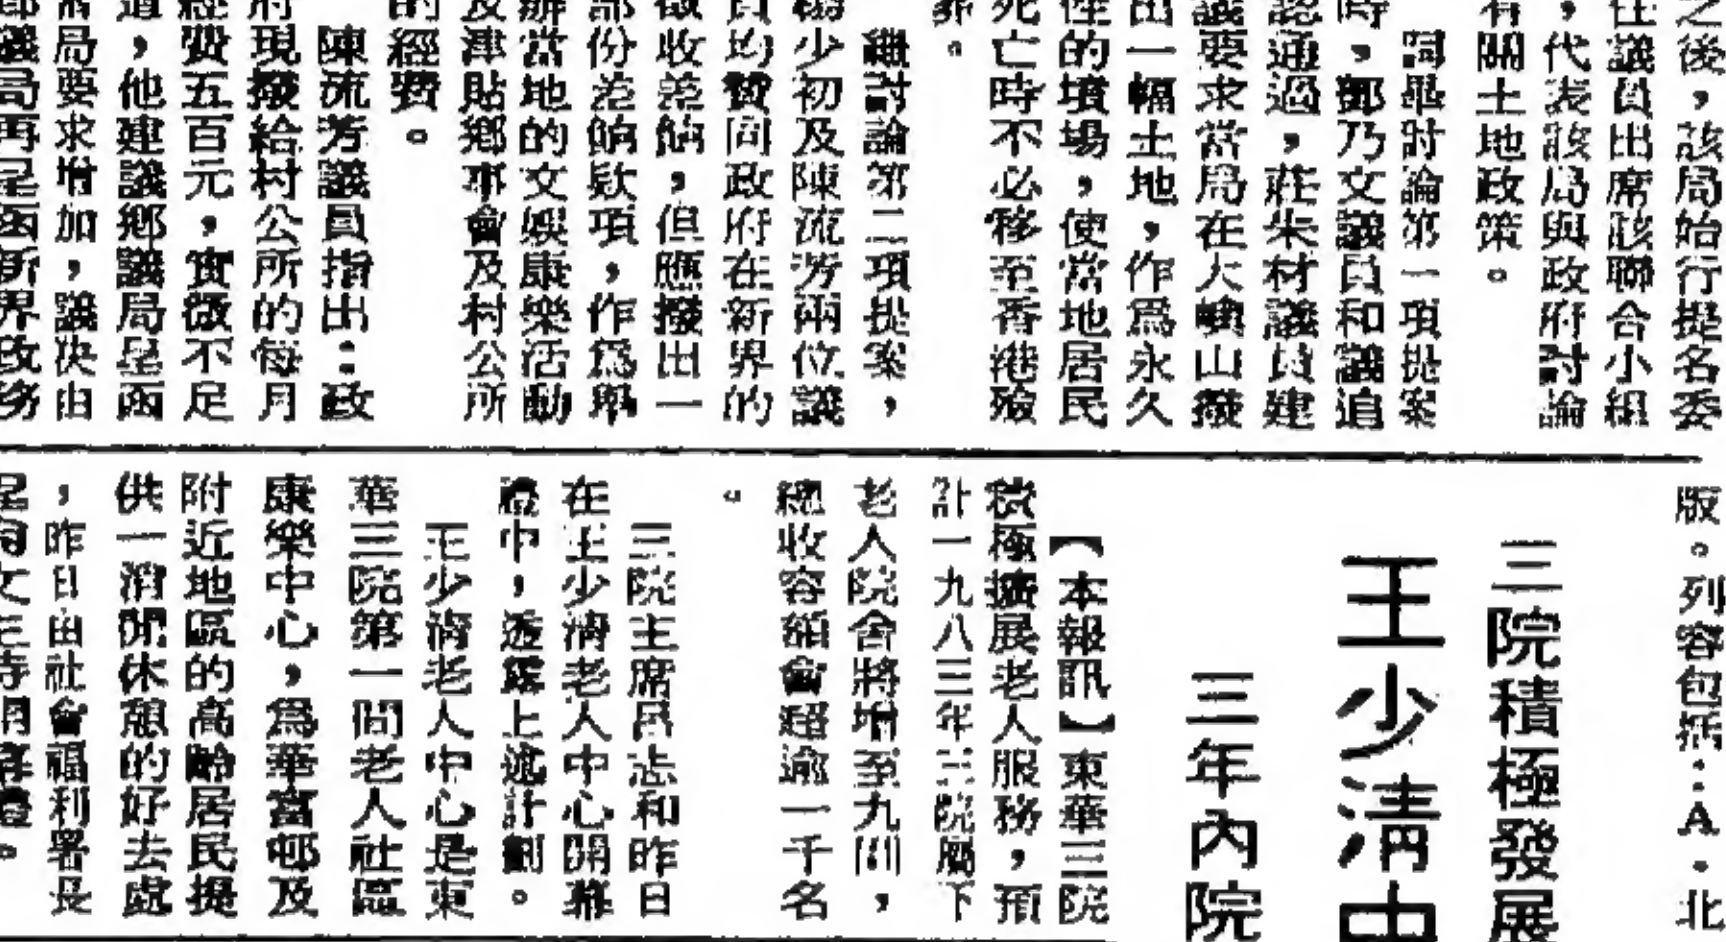 之後，該局始行提名委
任議員出席該聯合小組
，代表該局與政府討論
有關土地政策。
同畢討論第一項提案
時，鄧乃文議員和議追
認通過，莊朱材議員建
議要求當局在大嶼山撥
出一幅土地，作為永久
性的墳場，使當地居民
死亡時不必移至香港殮
葬。
繼討論第二項提案，
楊少初及陳流芳兩位議
員均贊同政府在新界的
徵收差餉，但應撥出一
部份差餉欵項，作為舉
辦當地的文娛康樂活動
及津貼鄉事會及村公所
的經費。
陳流芳議員指出：政
府現撥給村公所的每月
經費五百元，實微不足
道，他建議鄉議局呈函
當局要求增加，議決由
鄉議局再呈函新界政務
版。列容包括：A．北
三院積極發展
王少清中
三年內院
【本報訊】東華三院
積極擴展老人服務，預
計一九八三年三院屬下
老人院舍將增至九間，
總收容額會超逾一千名
。
三院主席呂志和昨日
在王少清老人中心開幕
禮中，透露上述計劃。
王少清老人中心是東
華三院第一間老人社區
康樂中心，為華富邨及
附近地區的高齡居民提
供一消閒休憩的好去處
，昨日由社會福利署長